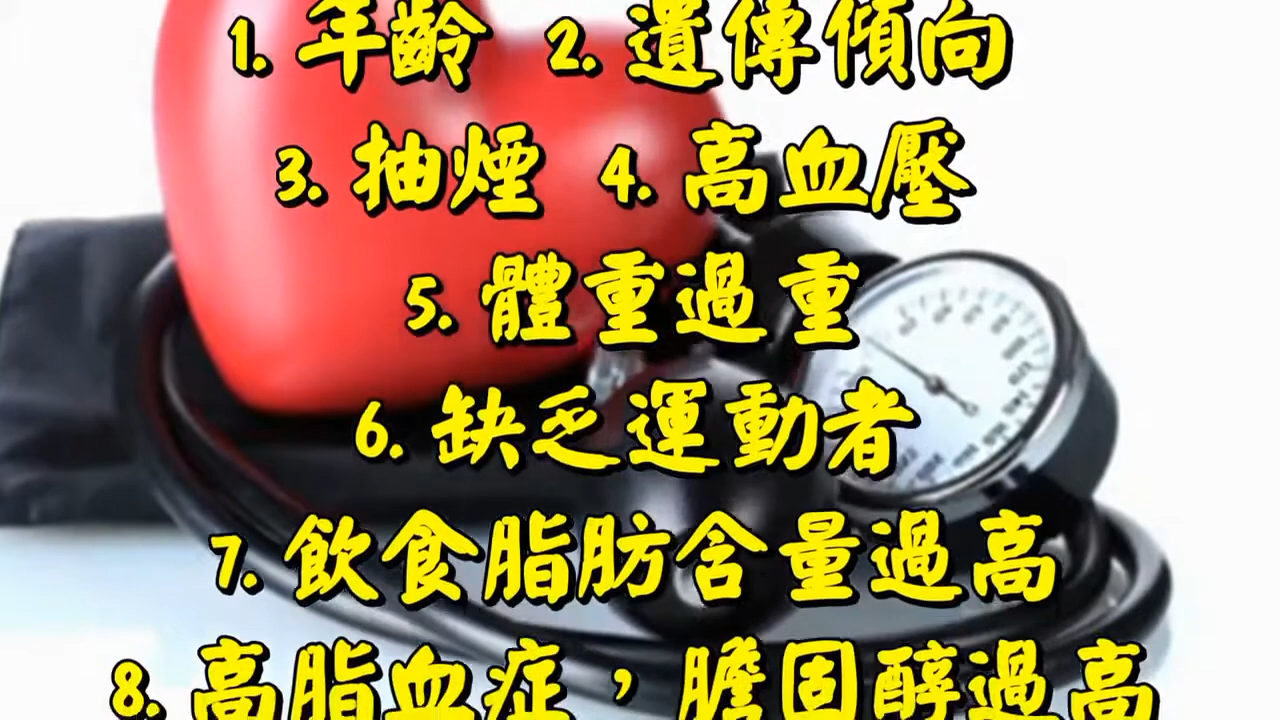 1. 年齡 2. 遺傳傾向
3. 抽煙 4. 高血壓
5. 體重過重
6. 缺乏運動者
7. 飲食脂肪含量過高
8. 高脂血症，膽固醇過高